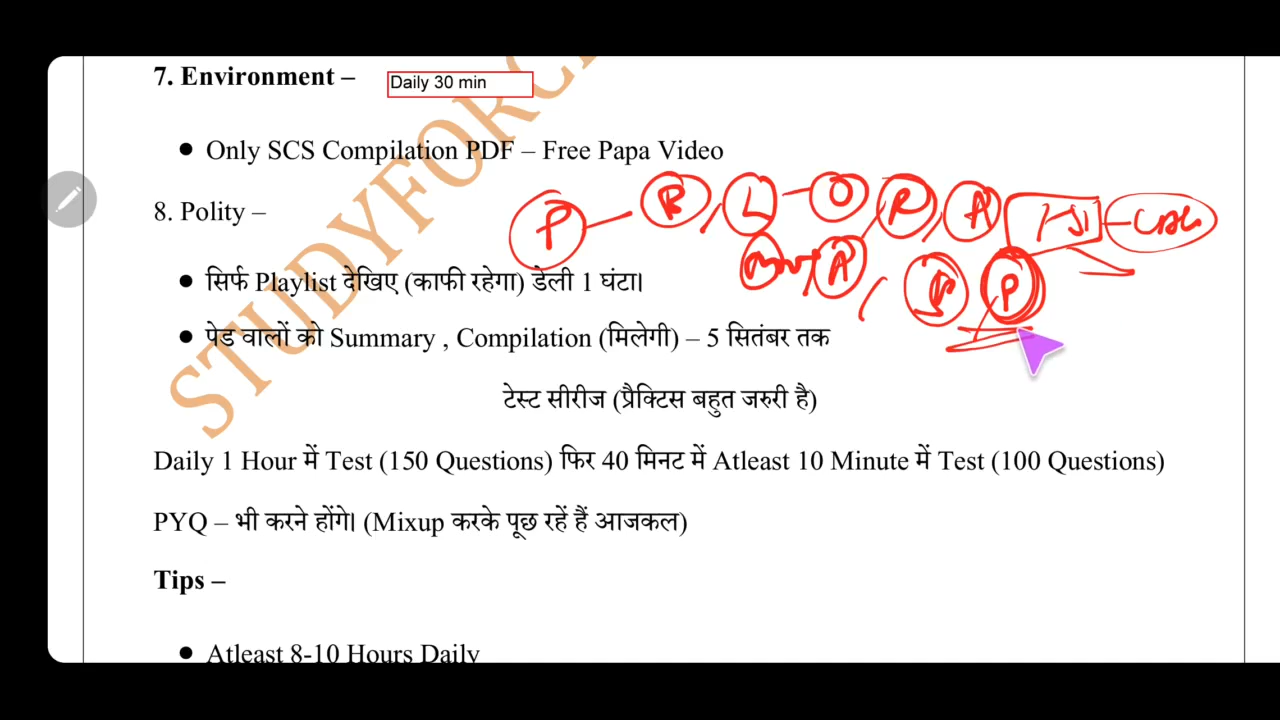 7. Environment –
Daily 30 min
● Only SCS Compilation PDF – Free Papa Video
8. Polity –
P – R, L – O R, A
A, P
● सिर्फ Playlist देखिए (काफी रहेगा) डेली 1 घंटा।
● पेड वालों को Summary , Compilation (मिलेगी) – 5 सितंबर तक
टेस्ट सीरीज (प्रैक्टिस बहुत जरुरी है)
Daily 1 Hour में Test (150 Questions) फिर 40 मिनट में Atleast 10 Minute में Test (100 Questions)
PYQ – भी करने होंगे। (Mixup करके पूछ रहें हैं आजकल)
Tips –
● Atleast 8-10 Hours Daily